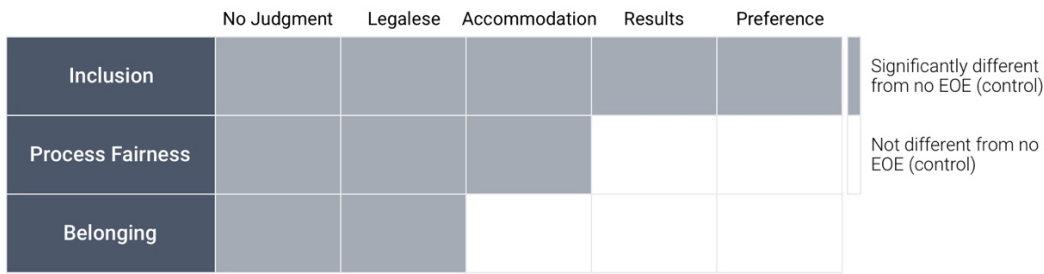 No Judgment Legalese Accommodation Results Preference
Inclusion
Significantly different
from no EOE (control)
Process Fairness
Not different from no
EOE (control)
Belonging